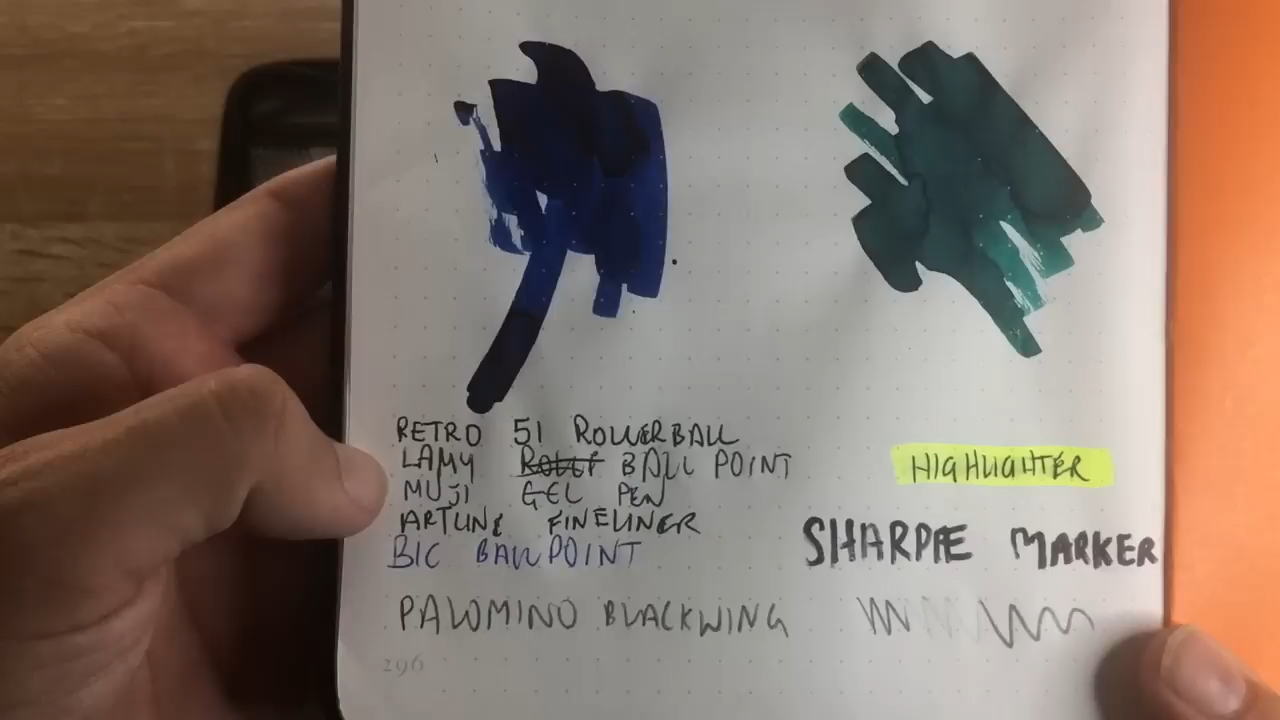 RETRO 51 ROLLERBALL
LAMY BALL POINT
MUJI GEL PEN
ARTLINE FINELINER
BIC BALLPOINT
HIGHLIGHTER
SHARPIE MARKER
PALOMINO BLACKWING
296